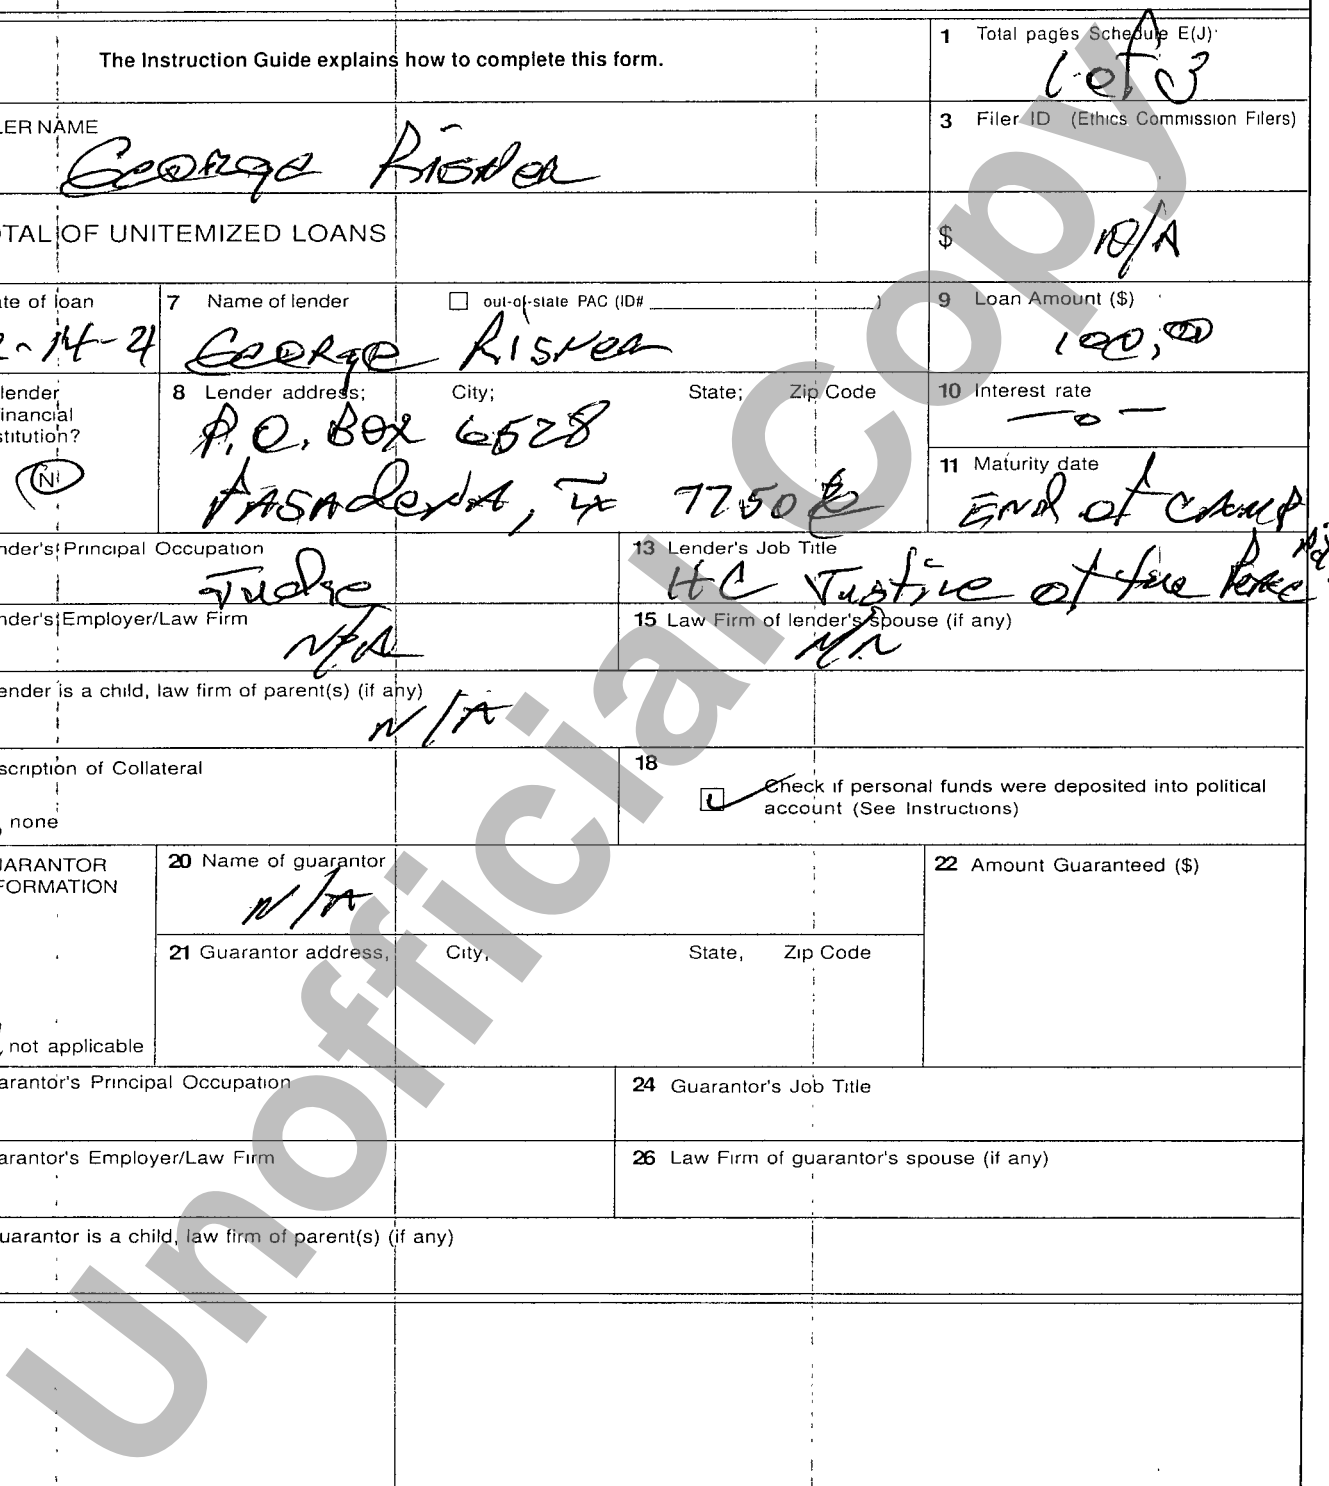 The Instruction Guide explains how to complete this form.
1 Total pages Schedule E(J)
1 of 3
LER NAME
George Risner
3 Filer ID (Ethics Commission Filers)
OTAL OF UNITEMIZED LOANS
$ N/A
te of loan
2-14-21
7 Name of lender
out-of-state PAC (ID# )
George Risner
9 Loan Amount ($)
100.00
lender
inancial
stitution?
N
8 Lender address; City; State; Zip Code
P.O. Box 6528
Pasadena, Tx 77506
10 Interest rate
-0-
11 Maturity date
End of
nder's Principal Occupation
Judge
13 Lender's Job Title
HC Justice of the Peace
nder's Employer/Law Firm
N/A
15 Law Firm of lender's spouse (if any)
N/A
ender is a child, law firm of parent(s) (if any)
N/A
scription of Collateral
none
18
Check if personal funds were deposited into political
account (See Instructions)
UARANTOR
FORMATION
not applicable
20 Name of guarantor
N/A
21 Guarantor address, City, State, Zip Code
22 Amount Guaranteed ($)
arantor's Principal Occupation
24 Guarantor's Job Title
arantor's Employer/Law Firm
26 Law Firm of guarantor's spouse (if any)
uarantor is a child, law firm of parent(s) (if any)
Unofficial Copy